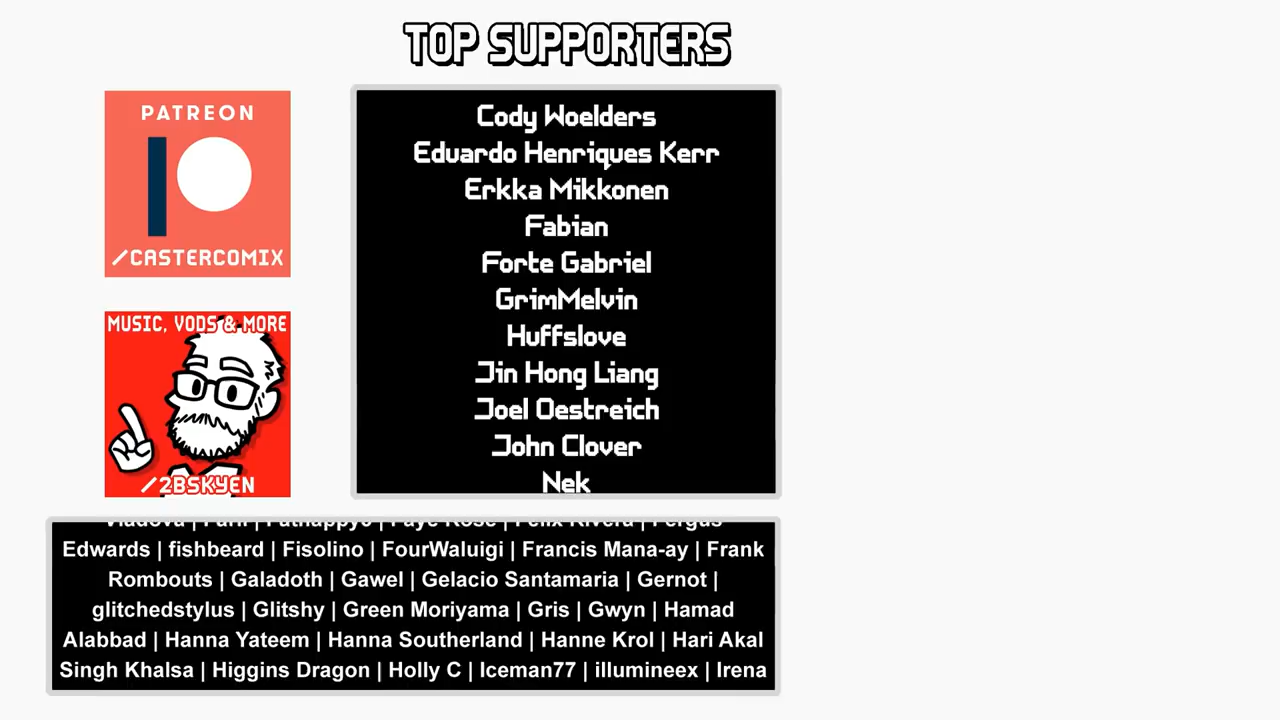 TOP SUPPORTERS
PATREON
/CASTERCOMIX
MUSIC, VODS & MORE
/2BSKYEN
Cody Woelders
Eduardo Henriques Kerr
Erkka Mikkonen
Fabian
Forte Gabriel
GrimMelvin
Huffslove
Jin Hong Liang
Joel Oestreich
John Clover
Nek
Edwards | fishbeard | Fisolino | FourWaluigi | Francis Mana-ay | Frank
Rombouts | Galadoth | Gawel | Gelacio Santamaria | Gernot |
glitchedstylus | Glitshy | Green Moriyama | Gris | Gwyn | Hamad
Alabbad | Hanna Yateem | Hanna Southerland | Hanne Krol | Hari Akal
Singh Khalsa | Higgins Dragon | Holly C | Iceman77 | illumineex | Irena